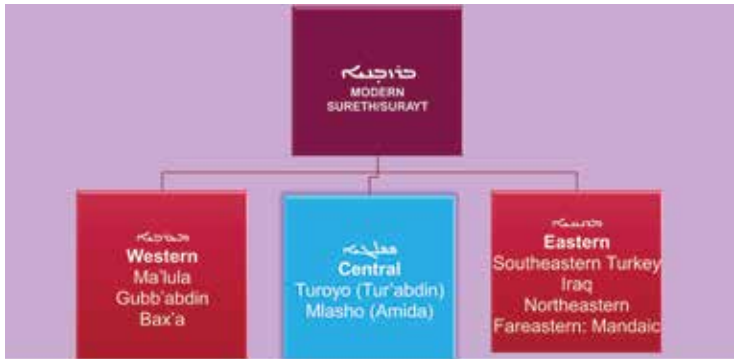 MODERN
SURETH/SURAYT
Western
Ma'lula
Gubb'abdin
Bax'a
Central
Turoyo (Tur'abdin)
Mlasho (Amida)
Eastern
Southeastern Turkey
Iraq
Northeastern
Fareastern: Mandaic